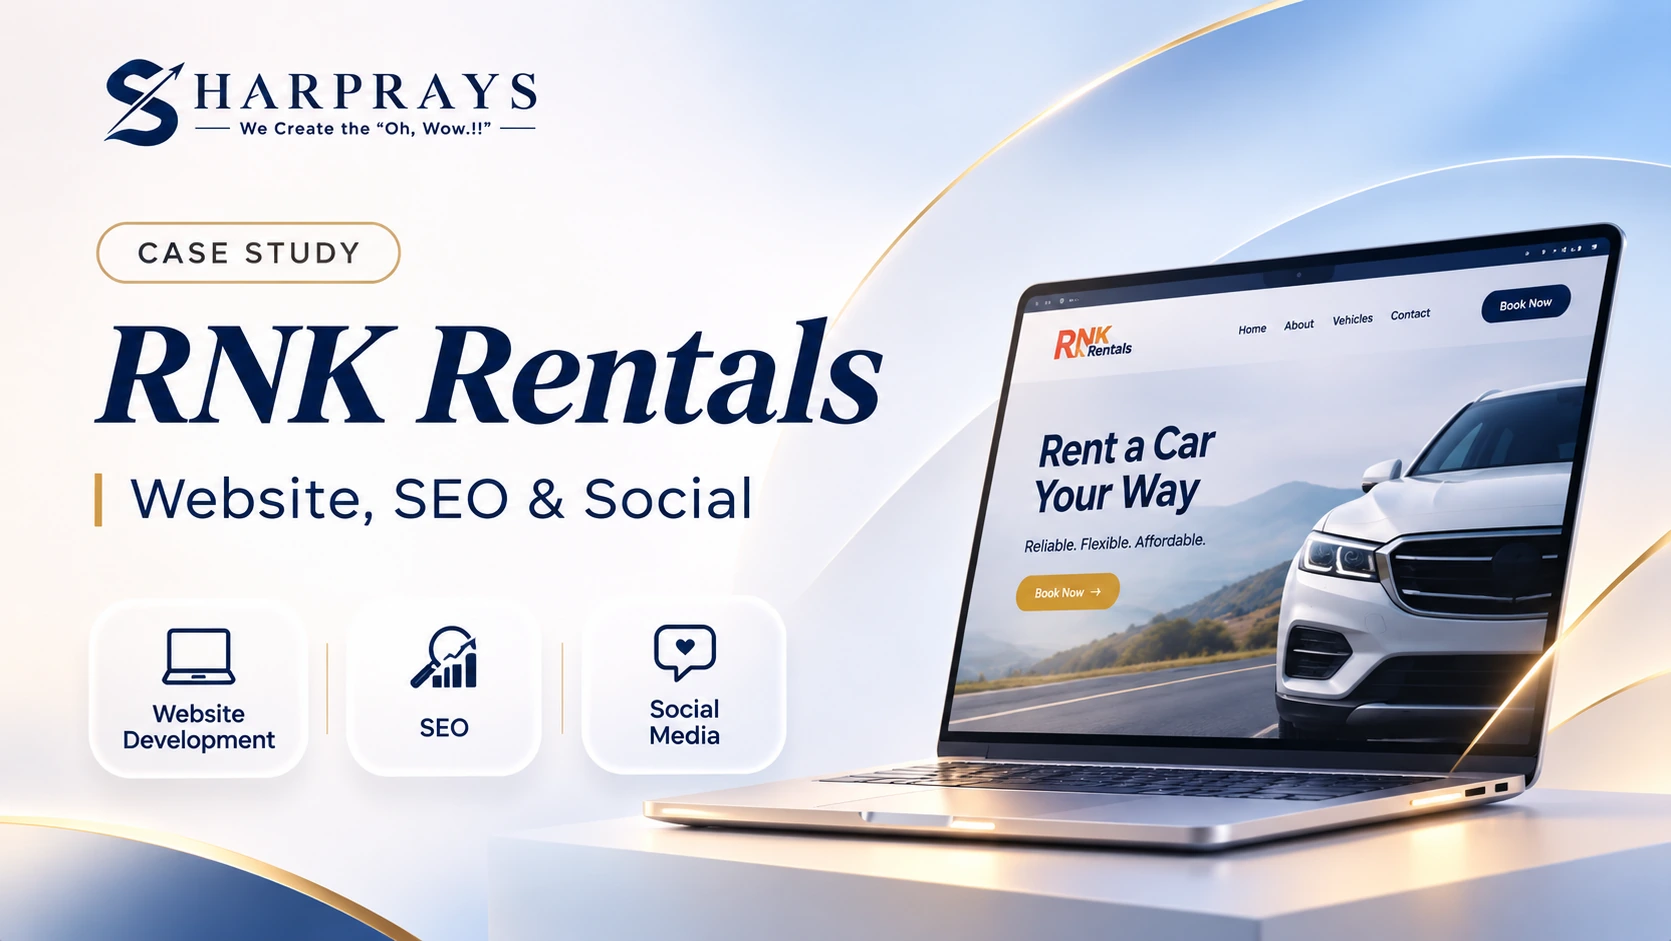 SHARPRAYS
We Create the “Oh, Wow.!!”
CASE STUDY
RNK Rentals
Website, SEO & Social
Website
Development
SEO
Social
Media
RNK
Rentals
Home About Vehicles Contact
Book Now
Rent a Car
Your Way
Reliable. Flexible. Affordable.
Book Now →